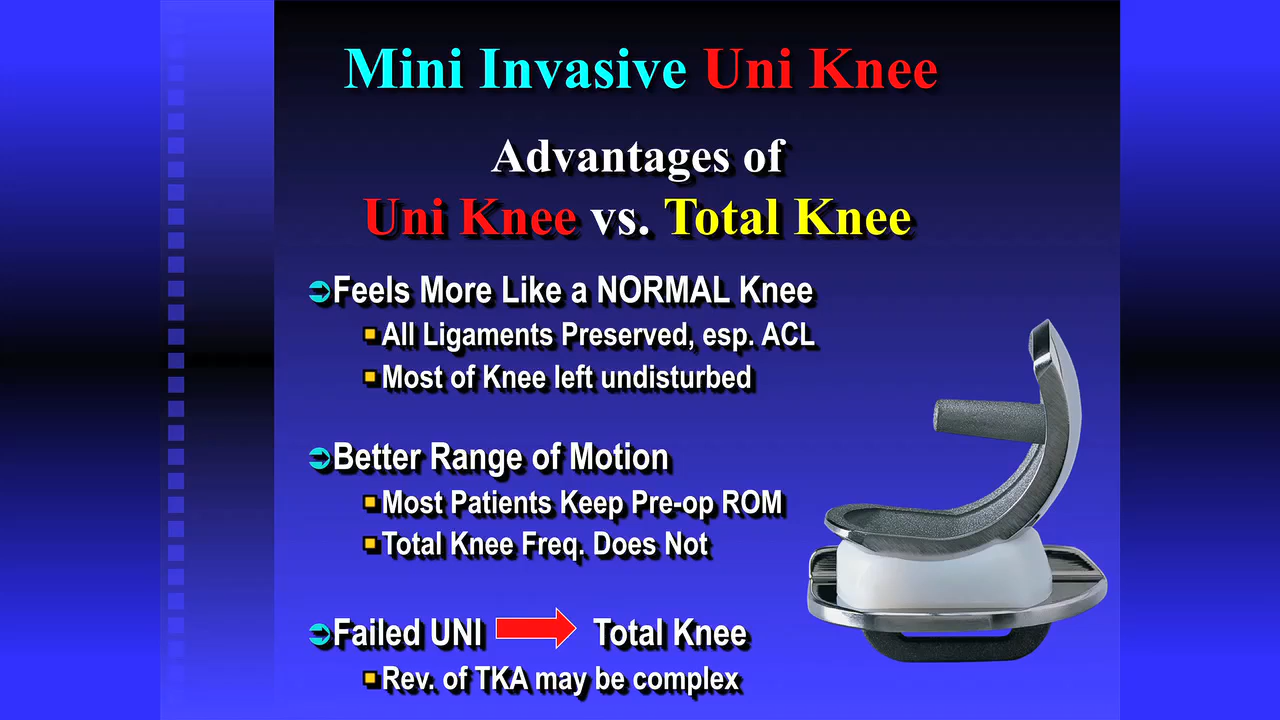 Mini Invasive Uni Knee
Advantages of
Uni Knee vs. Total Knee
Feels More Like a NORMAL Knee
All Ligaments Preserved, esp. ACL
Most of Knee left undisturbed
Better Range of Motion
Most Patients Keep Pre-op ROM
Total Knee Freq. Does Not
Failed UNI Total Knee
Rev. of TKA may be complex